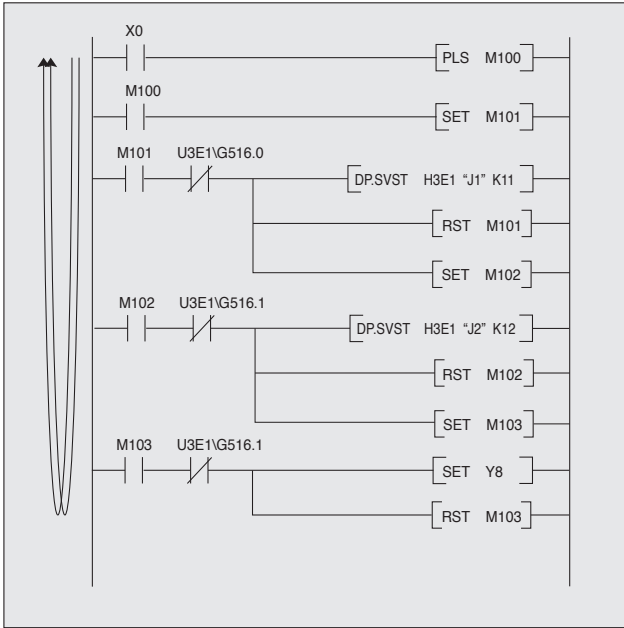 X0
PLS M100
M100
SET M101
M101 U3E1\G516.0
DP.SVST H3E1 “J1” K11
RST M101
SET M102
M102 U3E1\G516.1
DP.SVST H3E1 “J2” K12
RST M102
SET M103
M103 U3E1\G516.1
SET Y8
RST M103